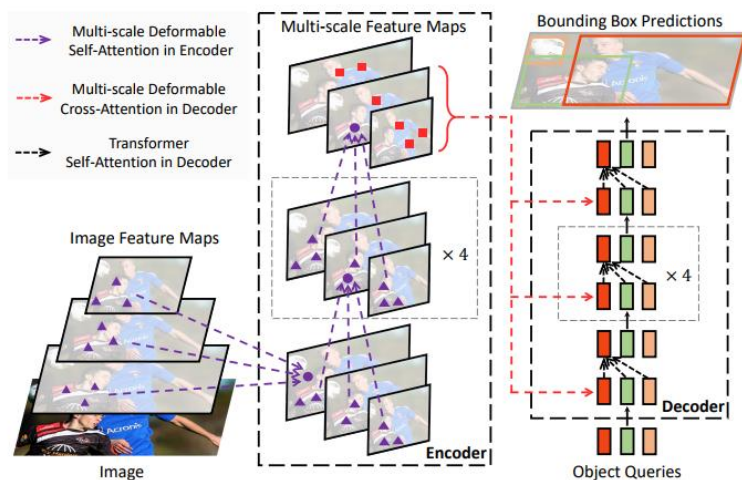 Multi-scale Deformable
Self-Attention in Encoder
Multi-scale Deformable
Cross-Attention in Decoder
Transformer
Self-Attention in Decoder
Image Feature Maps
Image
Multi-scale Feature Maps
× 4
Encoder
Bounding Box Predictions
× 4
Decoder
Object Queries